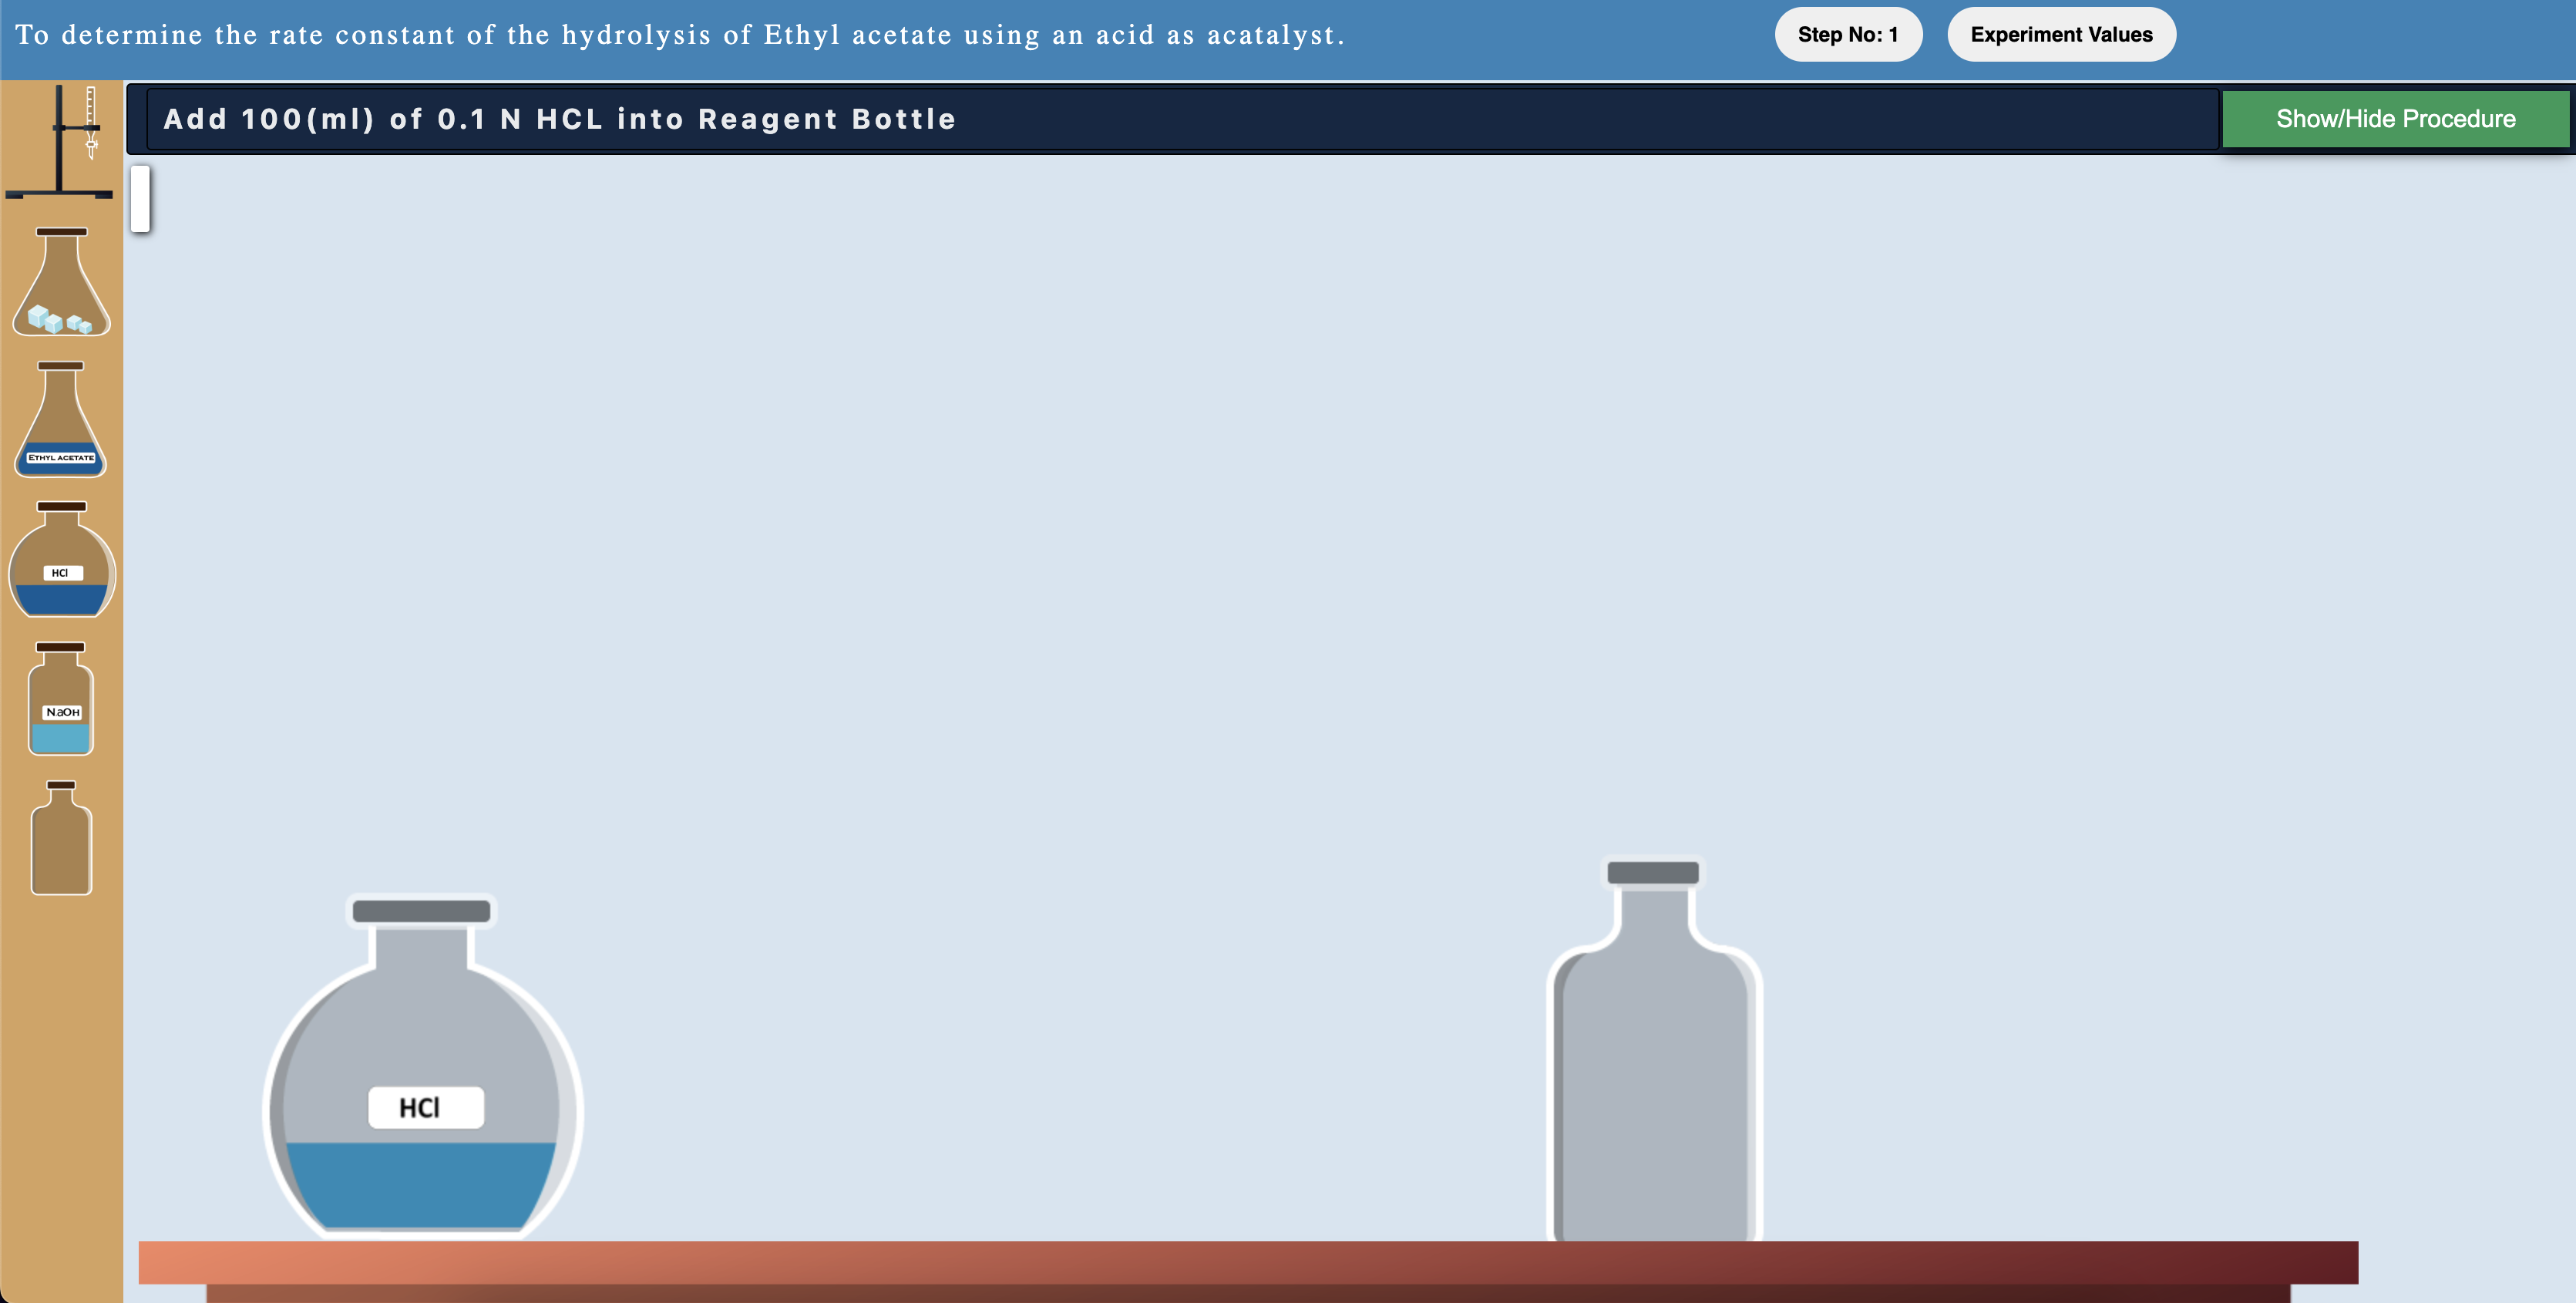 To determine the rate constant of the hydrolysis of Ethyl acetate using an acid as acatalyst.
Step No: 1
Experiment Values
Add 100(ml) of 0.1 N HCL into Reagent Bottle
Show/Hide Procedure
ETHYL ACETATE
HCl
NaOH
HCl